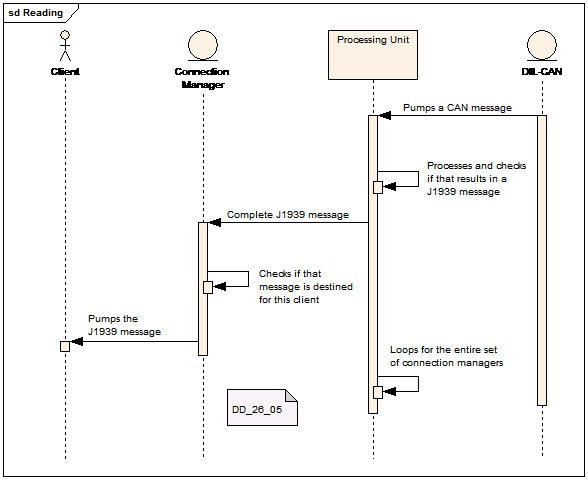 sd Reading
Client
Connection
Manager
Processing Unit
DIL-CAN
Pumps a CAN message
Processes and checks
if that results in a
J1939 message
Complete J1939 message
Checks if that
message is destined
for this client
Pumps the
J1939 message
Loops for the entire set
of connection managers
DD_26_05